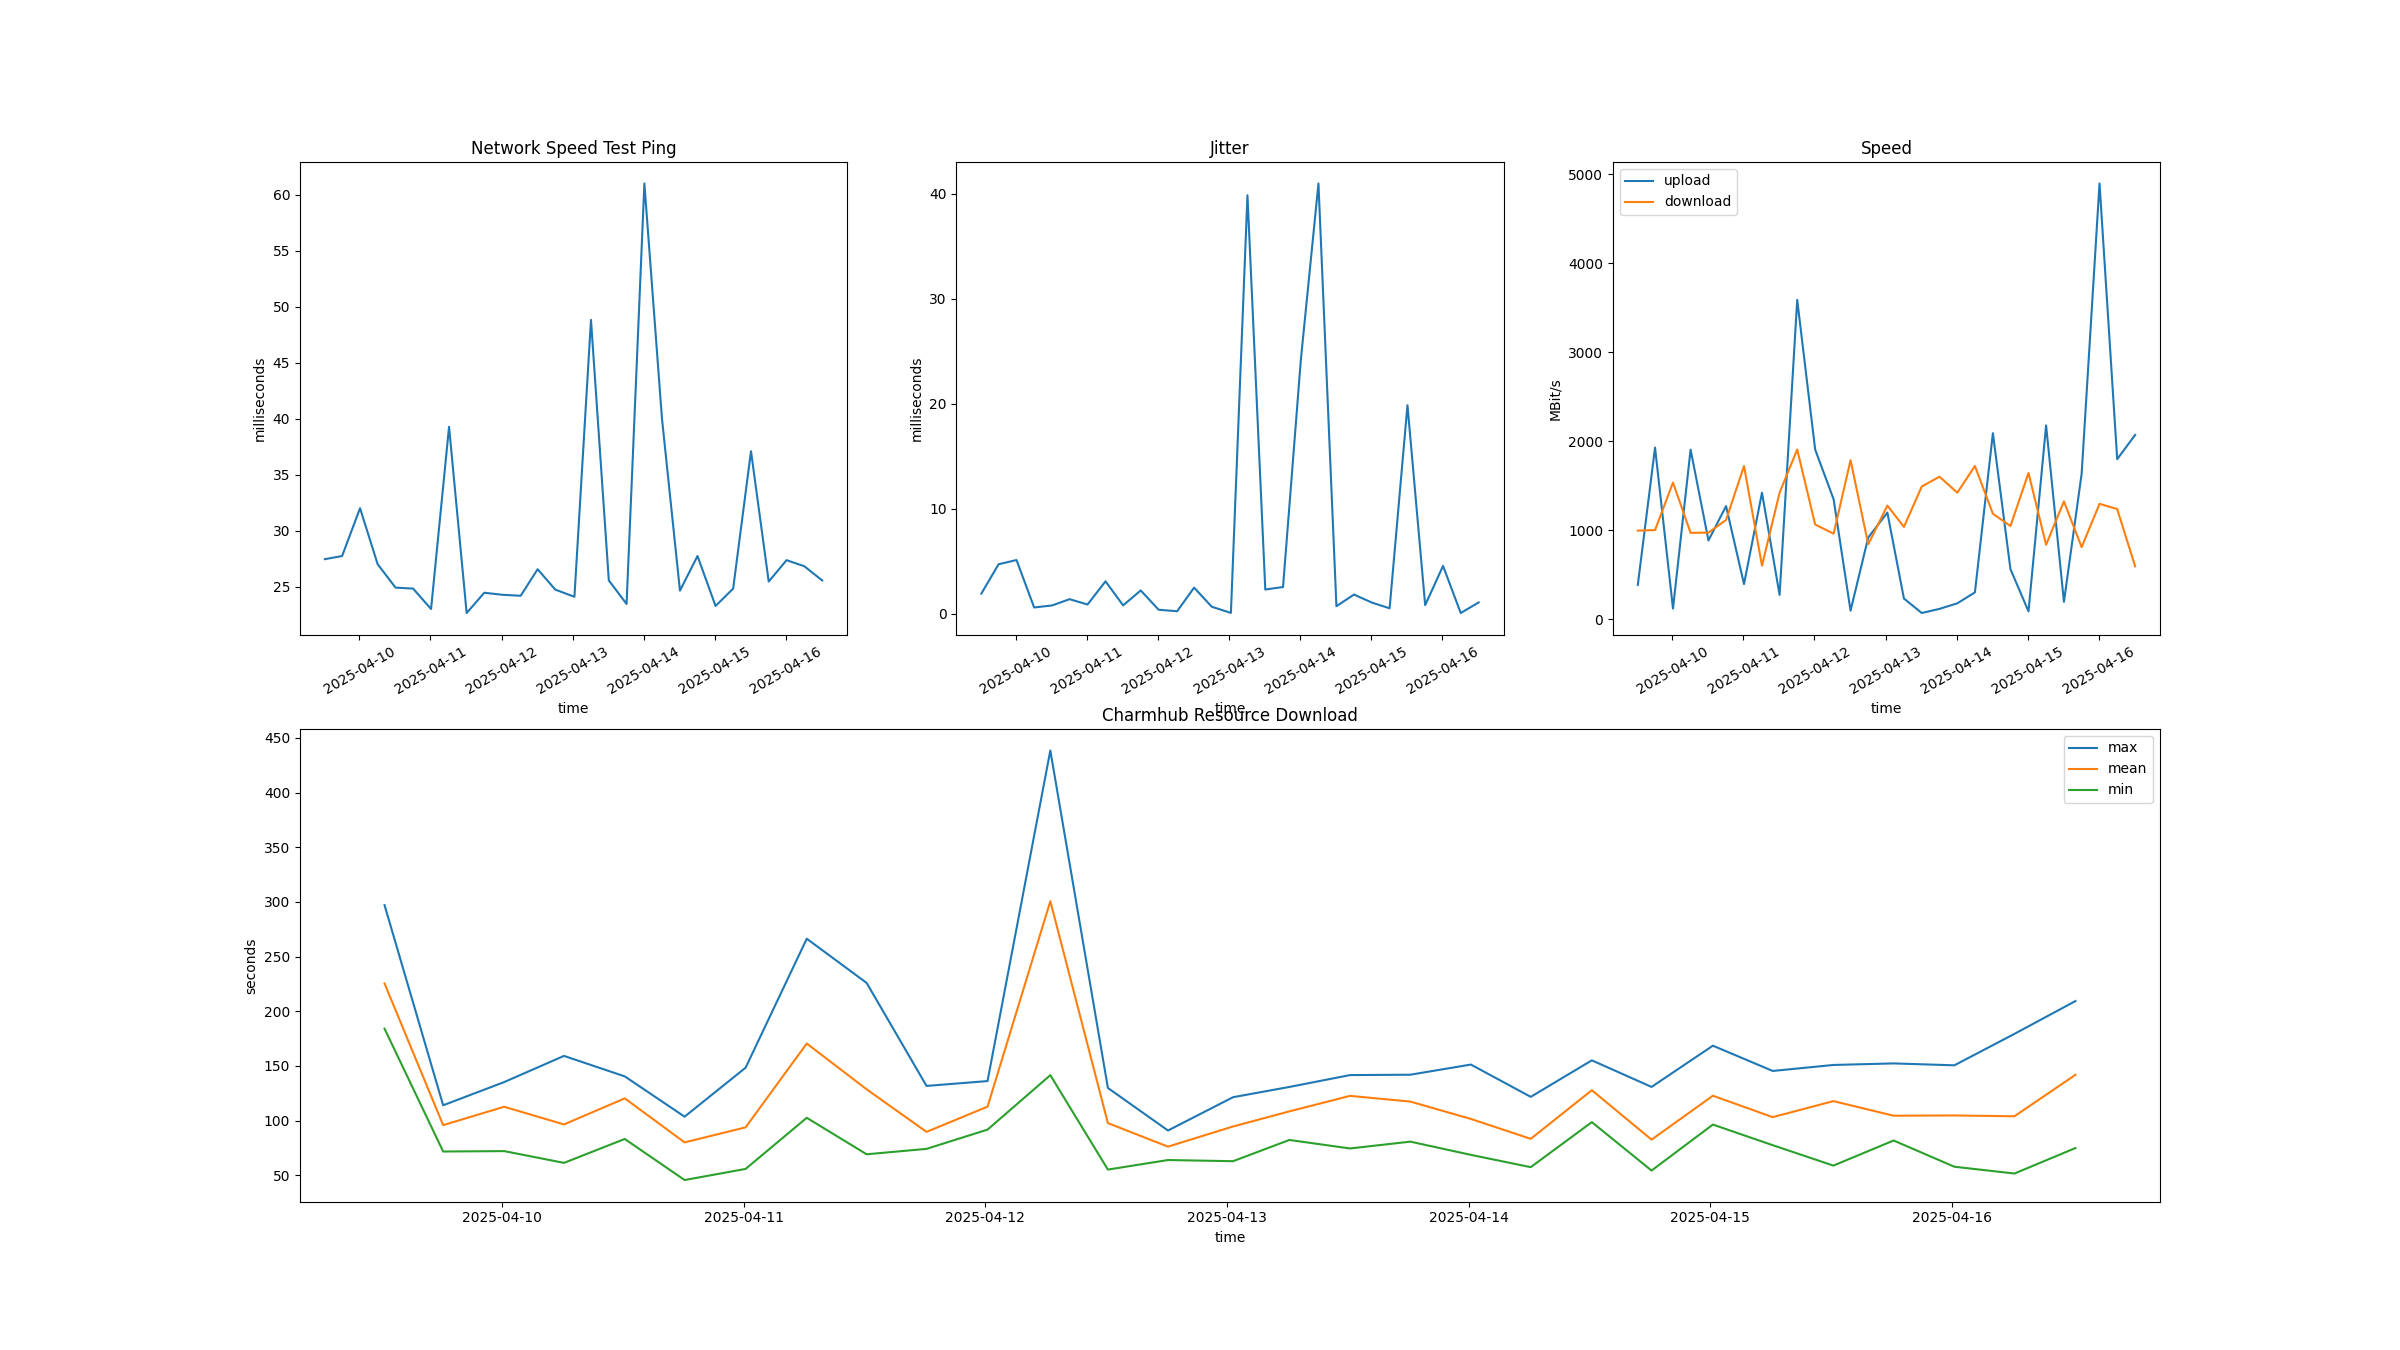 Network Speed Test Ping
milliseconds
60
55
50
45
40
35
30
25
2025-04-10 2025-04-11 2025-04-12 2025-04-13 2025-04-14 2025-04-15 2025-04-16
time
Jitter
milliseconds
40
30
20
10
0
2025-04-10 2025-04-11 2025-04-12 2025-04-13 2025-04-14 2025-04-15 2025-04-16
time
Speed
upload
download
MBit/s
5000
4000
3000
2000
1000
0
2025-04-10 2025-04-11 2025-04-12 2025-04-13 2025-04-14 2025-04-15 2025-04-16
time
Charmhub Resource Download
max
mean
min
seconds
450
400
350
300
250
200
150
100
50
2025-04-10 2025-04-11 2025-04-12 2025-04-13 2025-04-14 2025-04-15 2025-04-16
time